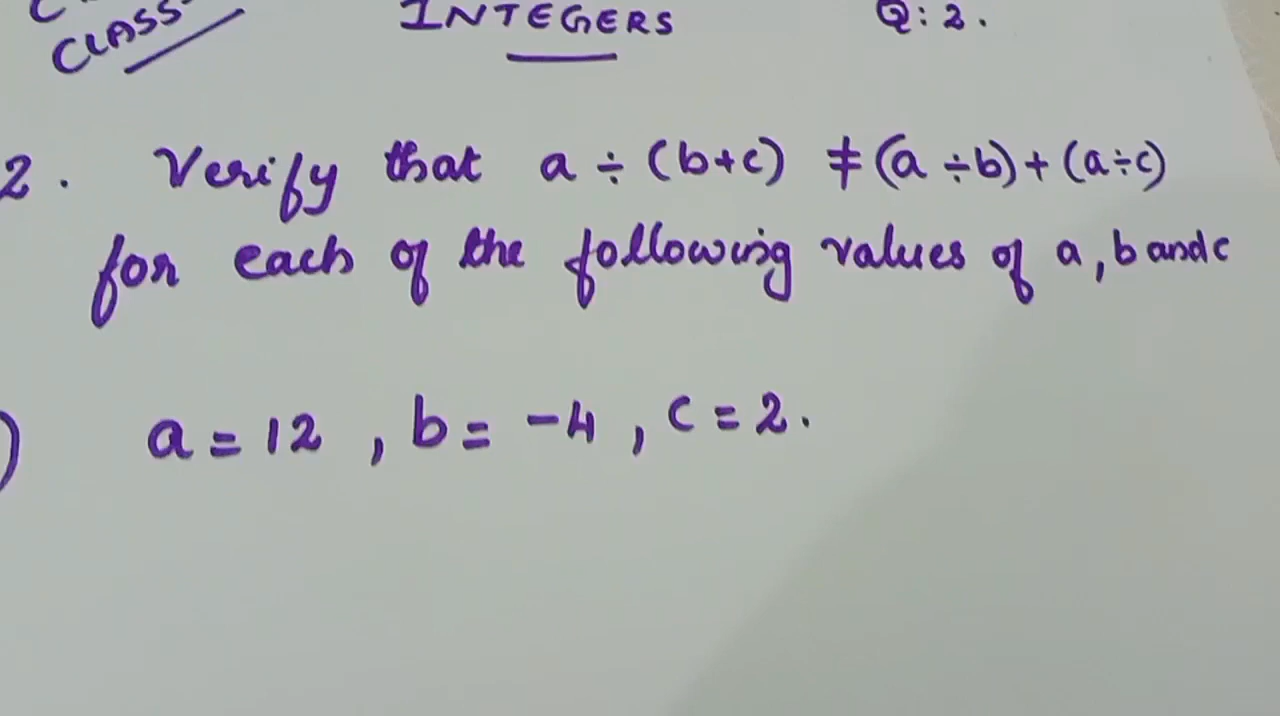 CLASS
INTEGERS
Q: 2.
2. Verify that a ÷ (b+c) ≠ (a ÷ b) + (a ÷ c)
for each of the following values of a, b and c
) a = 12 , b = -4 , c = 2.